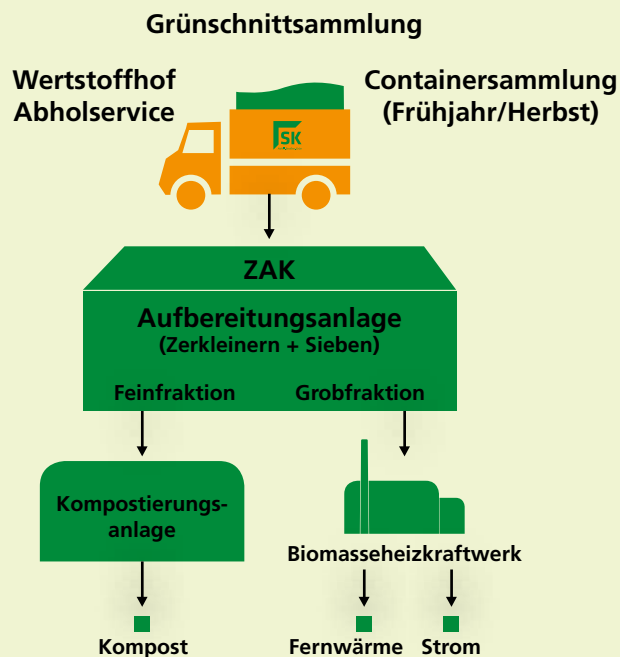 Grünschnittsammlung
Wertstoffhof
Abholservice
Containersammlung
(Frühjahr/Herbst)
SK
ZAK
Aufbereitungsanlage
(Zerkleinern + Sieben)
Feinfraktion
Grobfraktion
Kompostierungs-
anlage
Biomasseheizkraftwerk
Kompost
Fernwärme
Strom